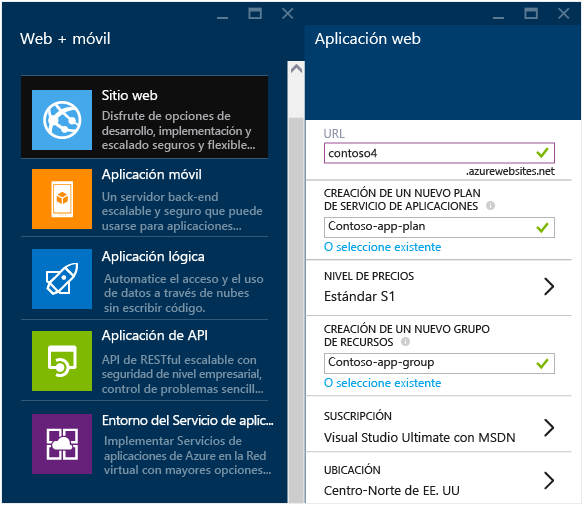 Web + móvil
Sitio web
Disfrute de opciones de
desarrollo, implementación y
escalado seguros y flexible...
Aplicación móvil
Un servidor back-end
escalable y seguro que puede
usarse para aplicaciones...
Aplicación lógica
Automatice el acceso y el uso
de datos a través de nubes
sin escribir código.
Aplicación de API
API de RESTful escalable con
seguridad de nivel empresarial,
control de problemas sencill...
Entorno del Servicio de aplic...
Implementar Servicios de
aplicaciones de Azure en la Red
virtual con mayores opciones...
Aplicación web
URL
contoso4
.azurewebsites.net
CREACIÓN DE UN NUEVO PLAN
DE SERVICIO DE APLICACIONES
Contoso-app-plan
O seleccione existente
NIVEL DE PRECIOS
Estándar S1
CREACIÓN DE UN NUEVO GRUPO
DE RECURSOS
Contoso-app-group
O seleccione existente
SUSCRIPCIÓN
Visual Studio Ultimate con MSDN
UBICACIÓN
Centro-Norte de EE. UU